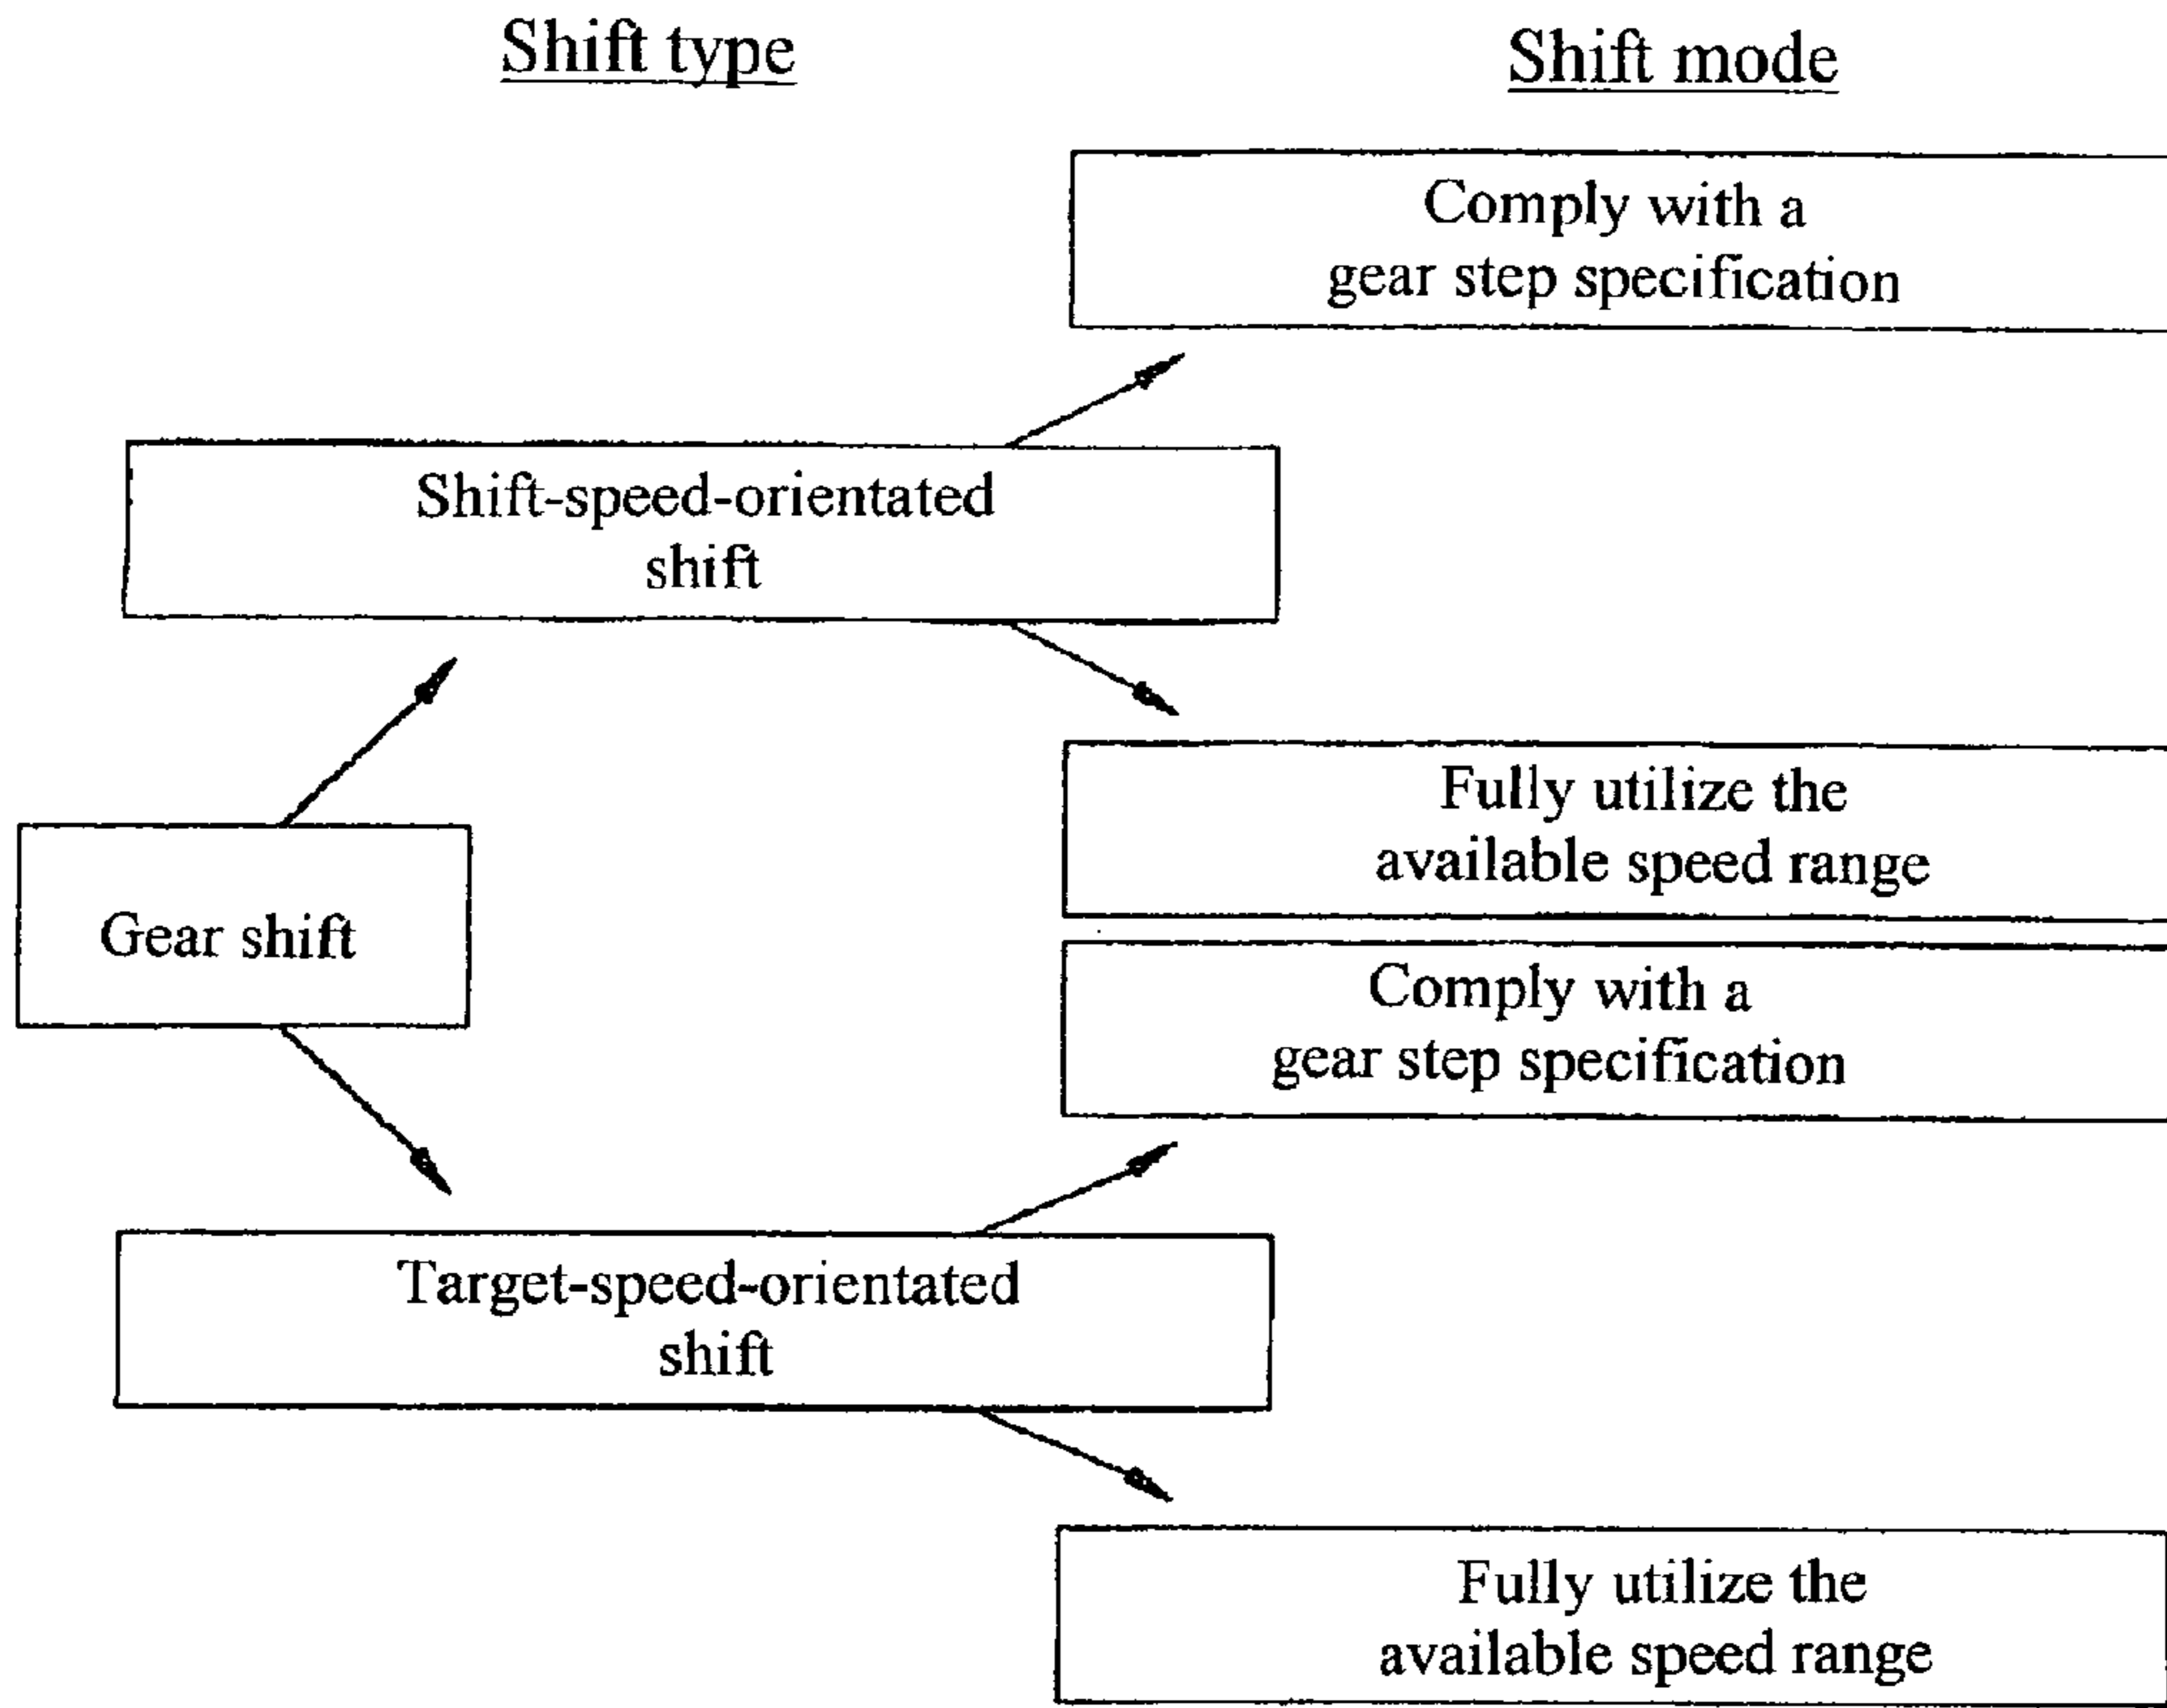 Shift type
Shift mode
Comply with a
gear step specification
Shift-speed-orientated
shift
Fully utilize the
available speed range
Gear shift
Comply with a
gear step specification
Target-speed-orientated
shift
Fully utilize the
available speed range